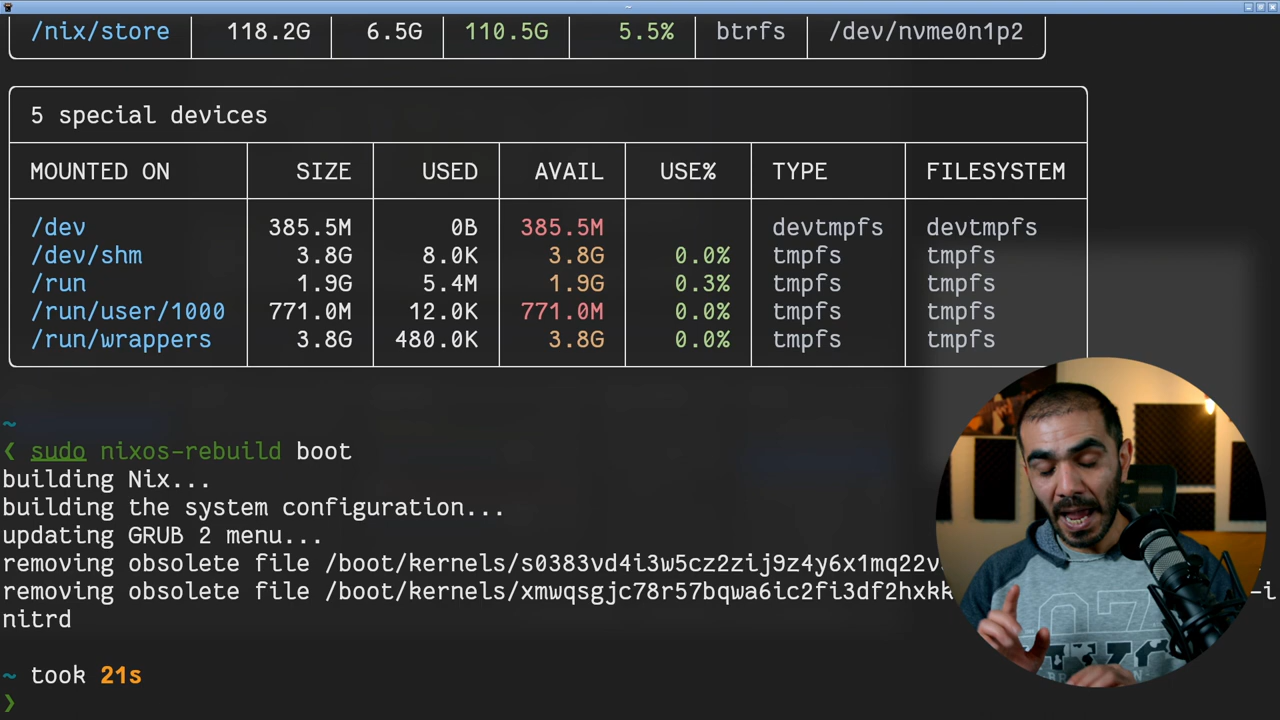 ~
/nix/store 118.2G 6.5G 110.5G 5.5% btrfs /dev/nvme0n1p2
5 special devices
MOUNTED ON SIZE USED AVAIL USE% TYPE FILESYSTEM
/dev 385.5M 0B 385.5M devtmpfs devtmpfs
/dev/shm 3.8G 8.0K 3.8G 0.0% tmpfs tmpfs
/run 1.9G 5.4M 1.9G 0.3% tmpfs tmpfs
/run/user/1000 771.0M 12.0K 771.0M 0.0% tmpfs tmpfs
/run/wrappers 3.8G 480.0K 3.8G 0.0% tmpfs tmpfs
~
❮ sudo nixos-rebuild boot
building Nix...
building the system configuration...
updating GRUB 2 menu...
removing obsolete file /boot/kernels/s0383vd4i3w5cz2zij9z4y6x1mq22v
removing obsolete file /boot/kernels/xmwqsgjc78r57bqwa6ic2fi3df2hxkk -i
nitrd
~ took 21s
❯